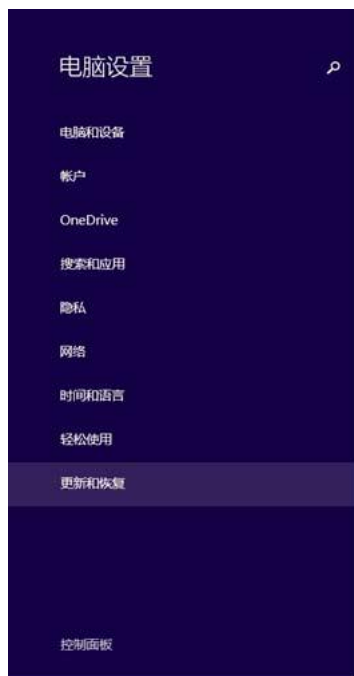 电脑设置
电脑和设备
帐户
OneDrive
搜索和应用
隐私
网络
时间和语言
轻松使用
更新和恢复
控制面板